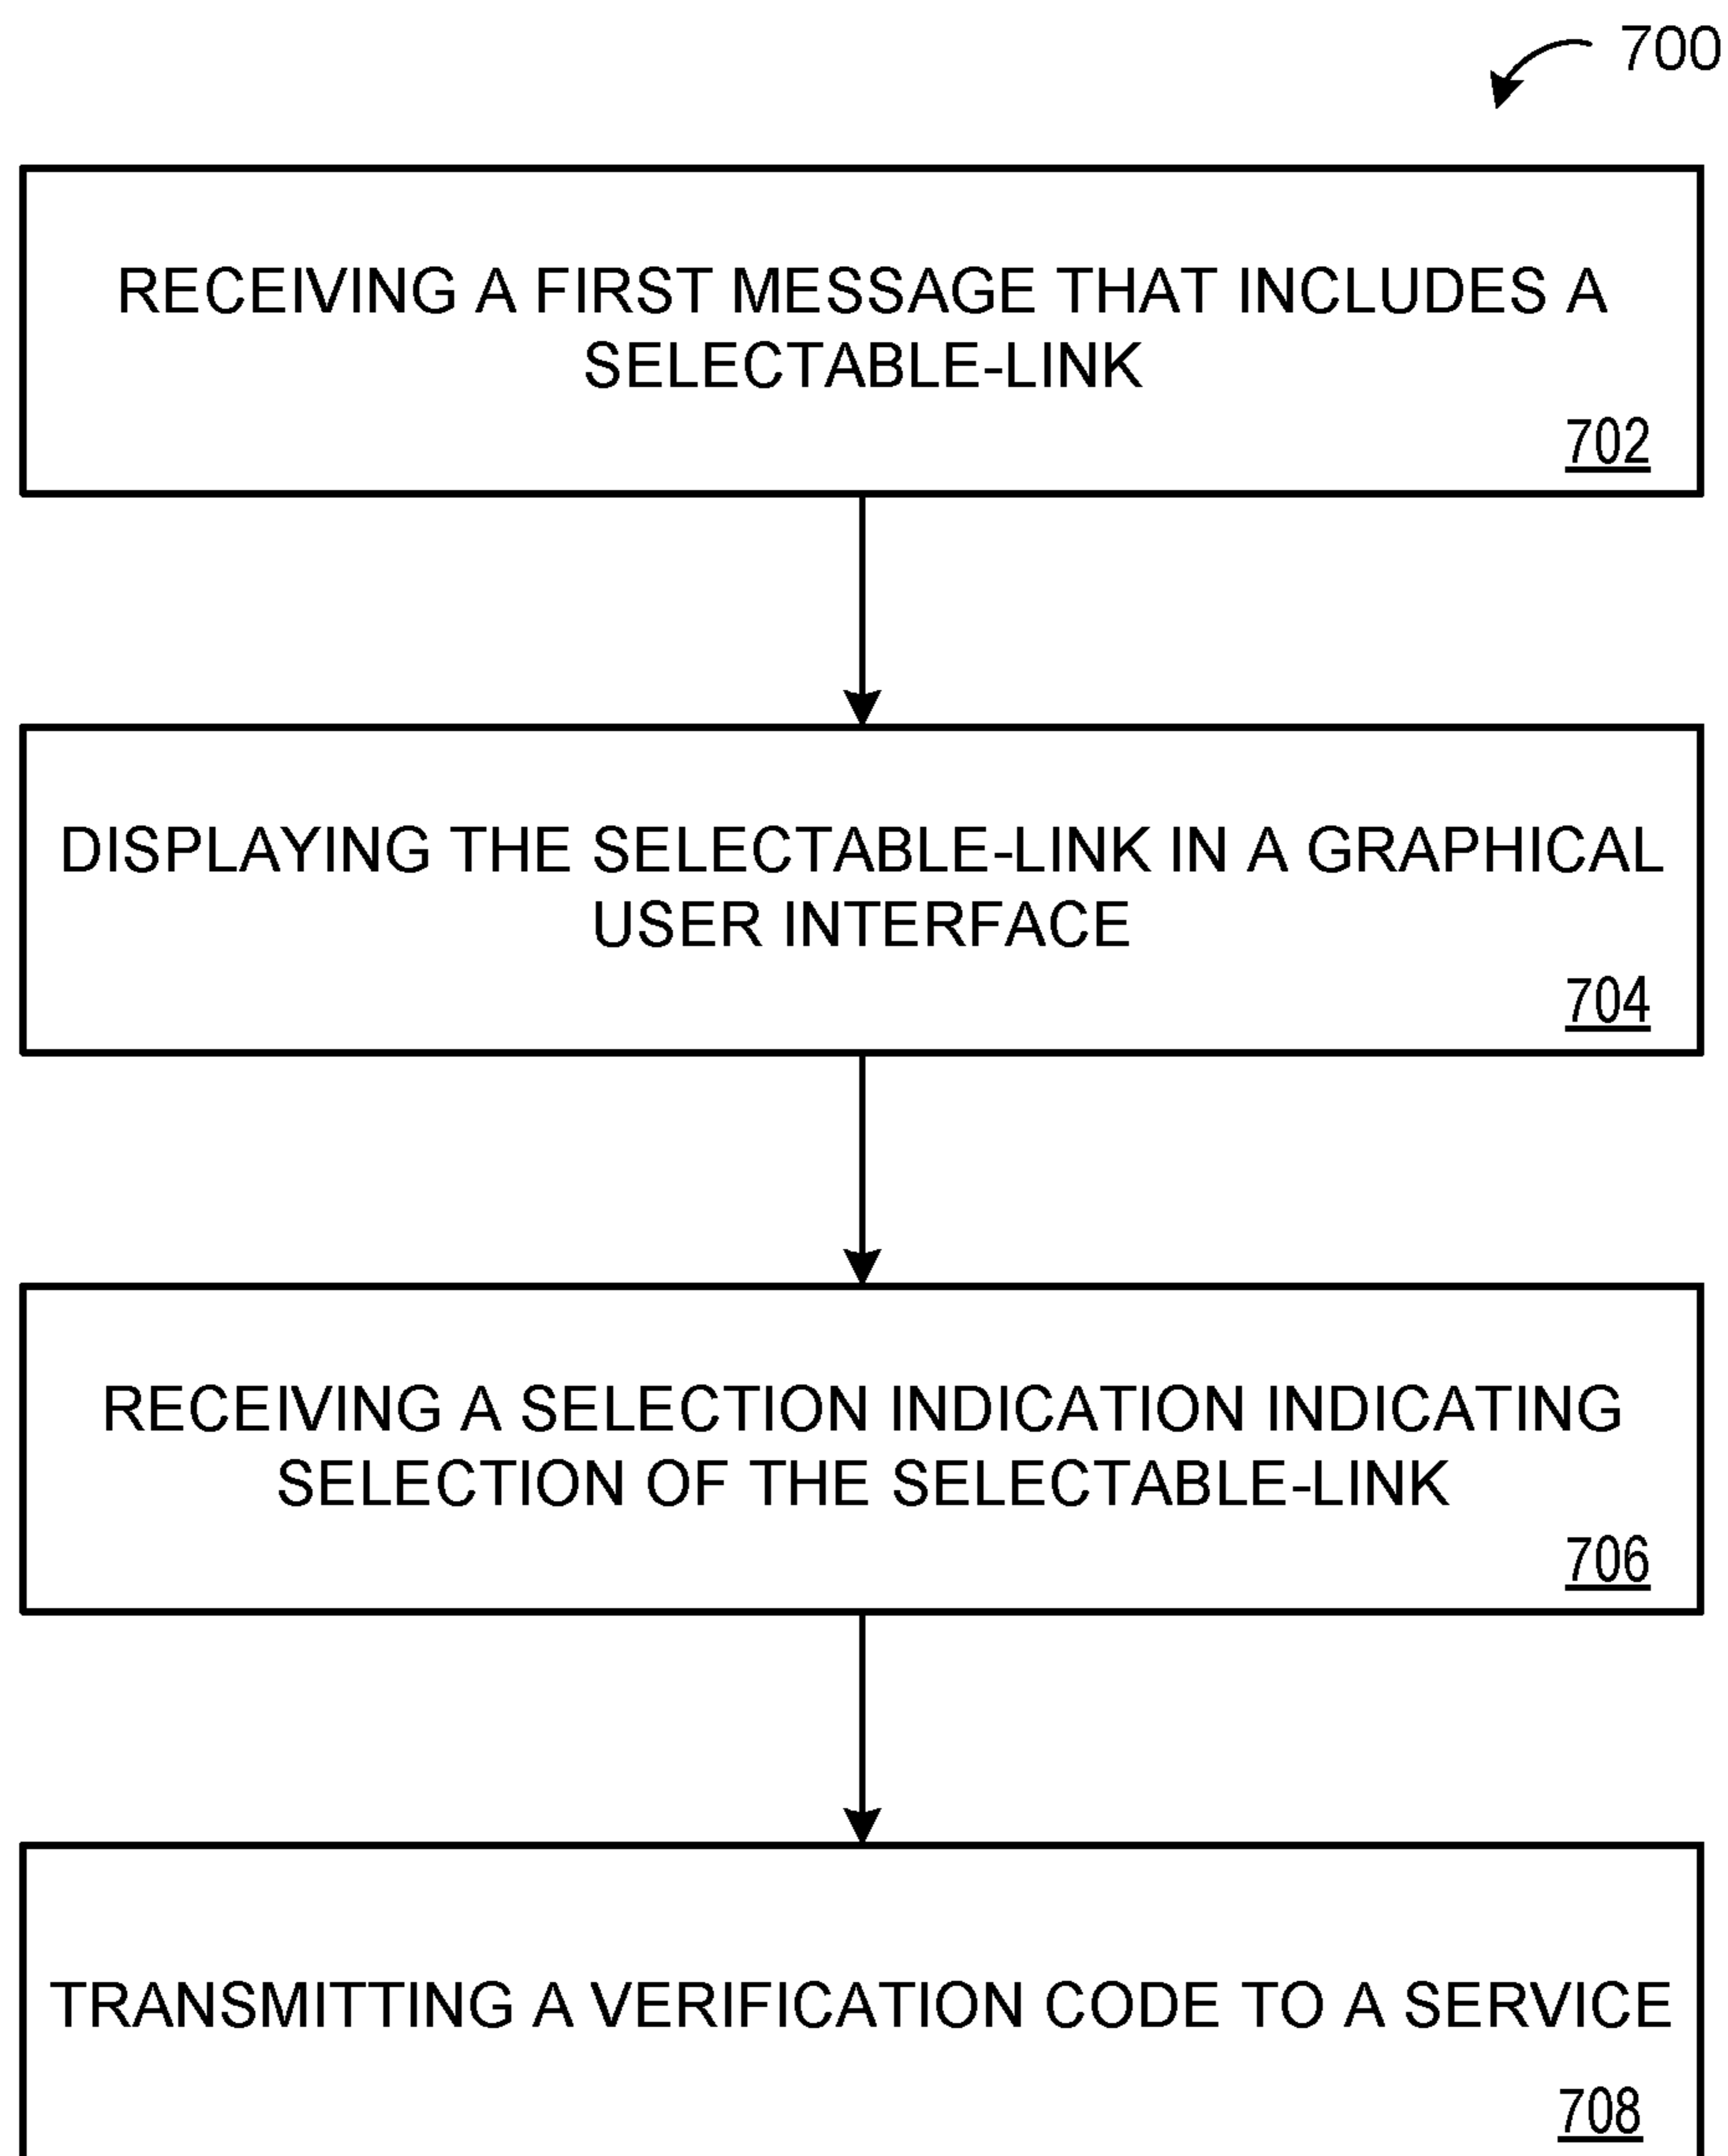 700
RECEIVING A FIRST MESSAGE THAT INCLUDES A
SELECTABLE-LINK
702
DISPLAYING THE SELECTABLE-LINK IN A GRAPHICAL
USER INTERFACE
704
RECEIVING A SELECTION INDICATION INDICATING
SELECTION OF THE SELECTABLE-LINK
706
TRANSMITTING A VERIFICATION CODE TO A SERVICE
708